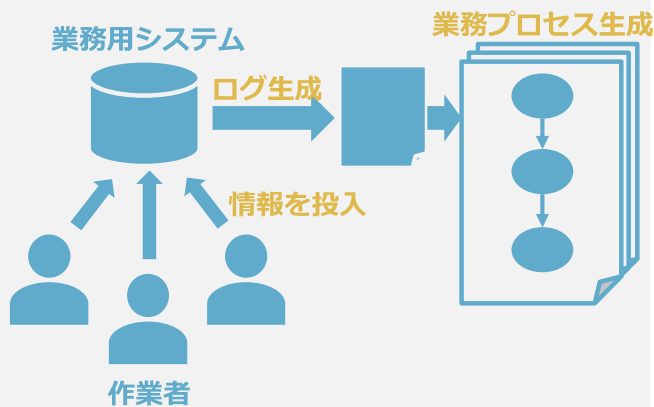 業務プロセス生成
業務用システム
ログ生成
情報を投入
作業者